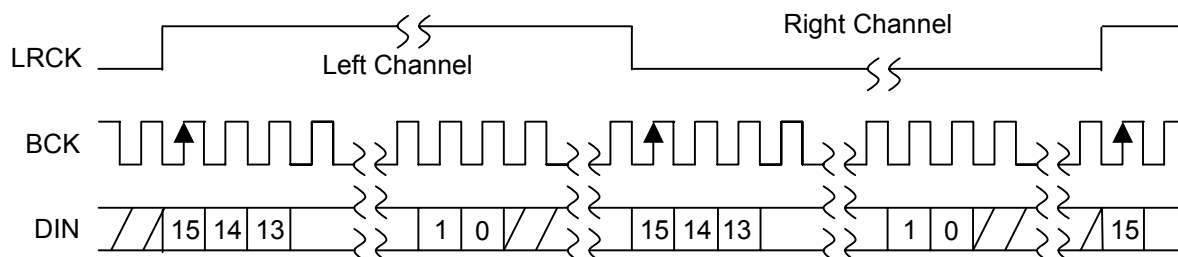 Right Channel
LRCK
Left Channel
BCK
DIN 15 14 13 1 0 15 14 13 1 0 15